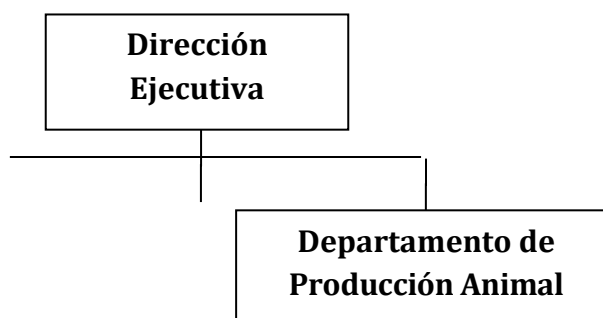 Dirección
Ejecutiva
Departamento de
Producción Animal